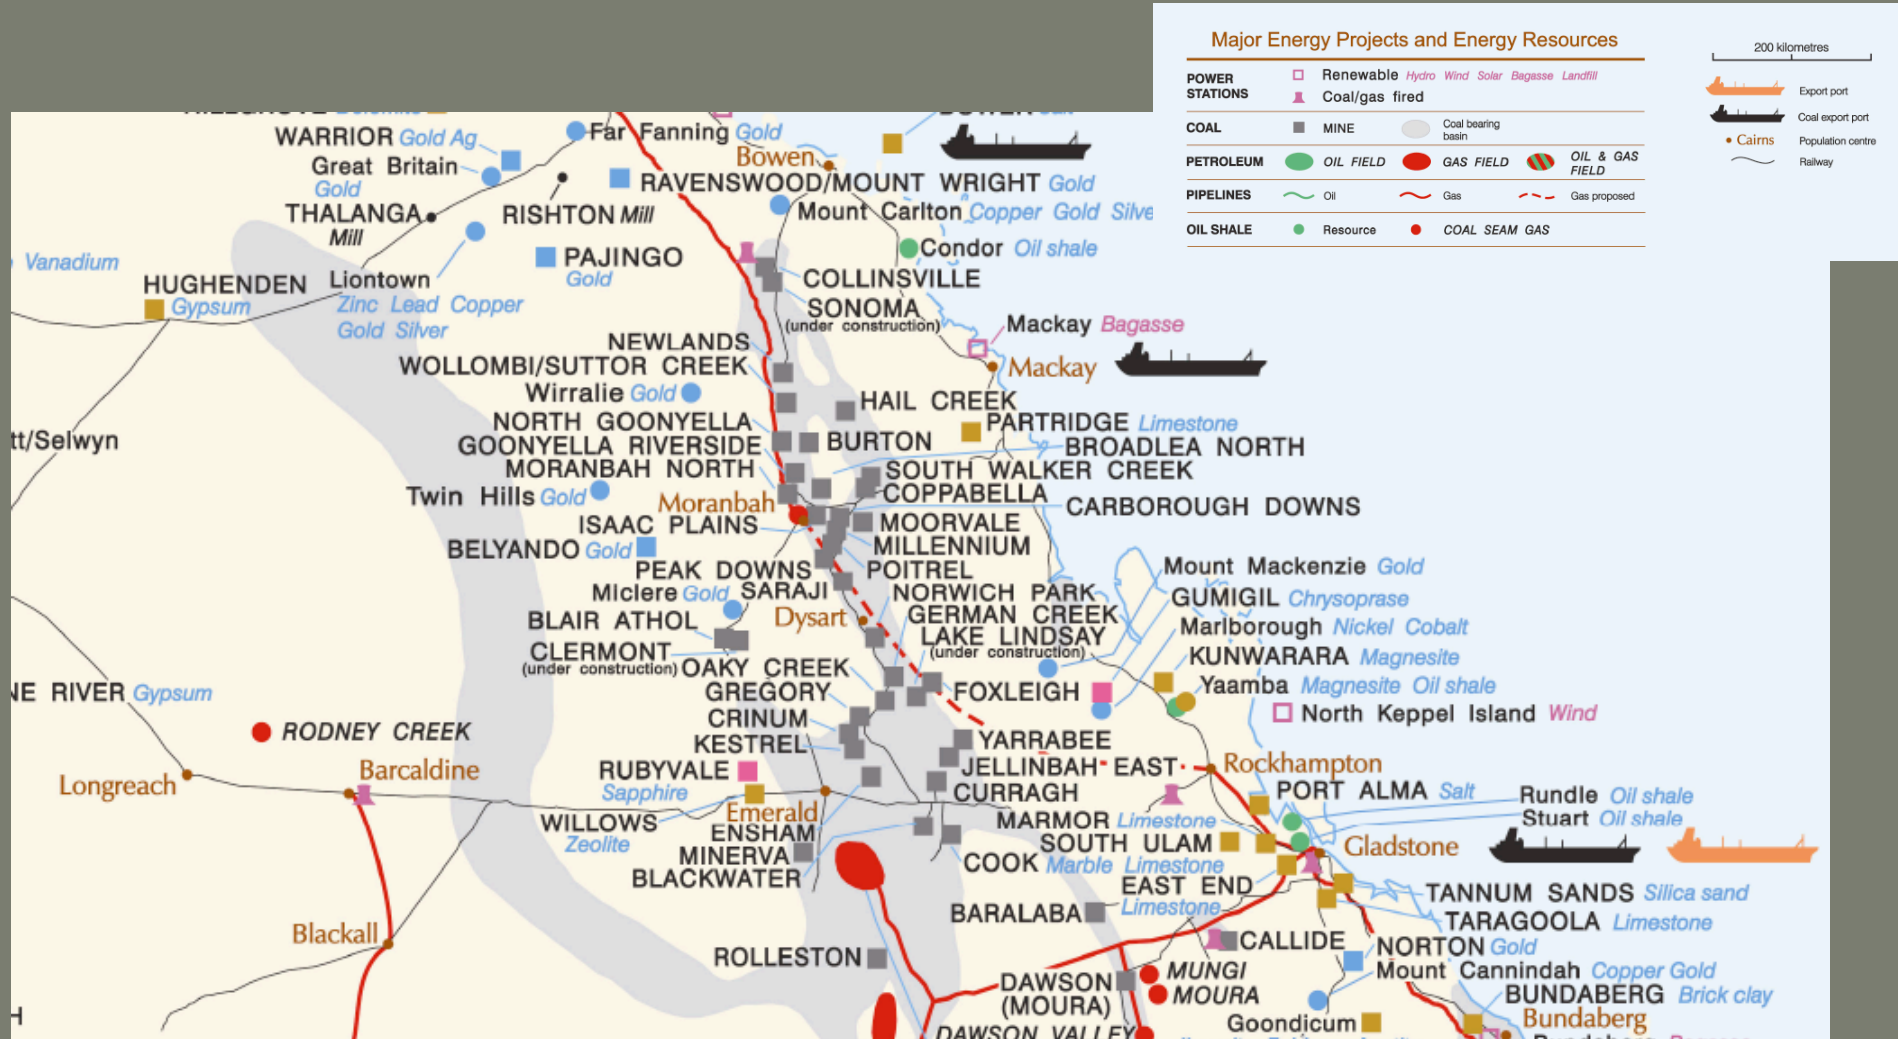 Major Energy Projects and Energy Resources
POWER STATIONS
Renewable Hydro Wind Solar Bagasse Landfill
Coal/gas fired
COAL
MINE
Coal bearing basin
PETROLEUM
OIL FIELD
GAS FIELD
OIL & GAS FIELD
PIPELINES
Oil
Gas
Gas proposed
OIL SHALE
Resource
COAL SEAM GAS
200 kilometres
Export port
Coal export port
Cairns
Population centre
Railway
WARRIOR Gold Ag
Far Fanning Gold
Bowen
Great Britain
Gold
RAVENSWOOD/MOUNT WRIGHT Gold
THALANGA
Mill
RISHTON Mill
Mount Carlton Copper Gold Silve
Vanadium
PAJINGO
Gold
Condor Oil shale
HUGHENDEN
Gypsum
Liontown
Zinc Lead Copper
Gold Silver
COLLINSVILLE
SONOMA
(under construction)
Mackay Bagasse
NEWLANDS
WOLLOMBI/SUTTOR CREEK
Mackay
Wirralie Gold
HAIL CREEK
NORTH GOONYELLA
PARTRIDGE Limestone
tt/Selwyn
GOONYELLA RIVERSIDE
BURTON
BROADLEA NORTH
MORANBAH NORTH
SOUTH WALKER CREEK
Twin Hills Gold
Moranbah
COPPABELLA
CARBOROUGH DOWNS
ISAAC PLAINS
MOORVALE
BELYANDO Gold
MILLENNIUM
PEAK DOWNS
POITREL
Mount Mackenzie Gold
Miclere Gold
SARAJI
NORWICH PARK
GUMIGIL Chrysoprase
BLAIR ATHOL
Dysart
GERMAN CREEK
Marlborough Nickel Cobalt
LAKE LINDSAY
(under construction)
CLERMONT
(under construction)
OAKY CREEK
KUNWARARA Magnesite
NE RIVER Gypsum
GREGORY
FOXLEIGH
Yaamba Magnesite Oil shale
CRINUM
North Keppel Island Wind
RODNEY CREEK
KESTREL
YARRABEE
Longreach
Barcaldine
RUBYVALE
Sapphire
JELLINBAH EAST
Rockhampton
CURRAGH
PORT ALMA Salt
Rundle Oil shale
Stuart Oil shale
WILLOWS
Zeolite
Emerald
ENSHAM
MARMOR Limestone
SOUTH ULAM
Marble Limestone
Gladstone
MINERVA
COOK
BLACKWATER
EAST END
Limestone
TANNUM SANDS Silica sand
BARALABA
TARAGOOLA Limestone
Blackall
CALLIDE
NORTON Gold
ROLLESTON
Mount Cannindah Copper Gold
DAWSON
(MOURA)
MUNGI
MOURA
BUNDABERG Brick clay
H
Goondicum
Bundaberg
DAWSON VALLEY